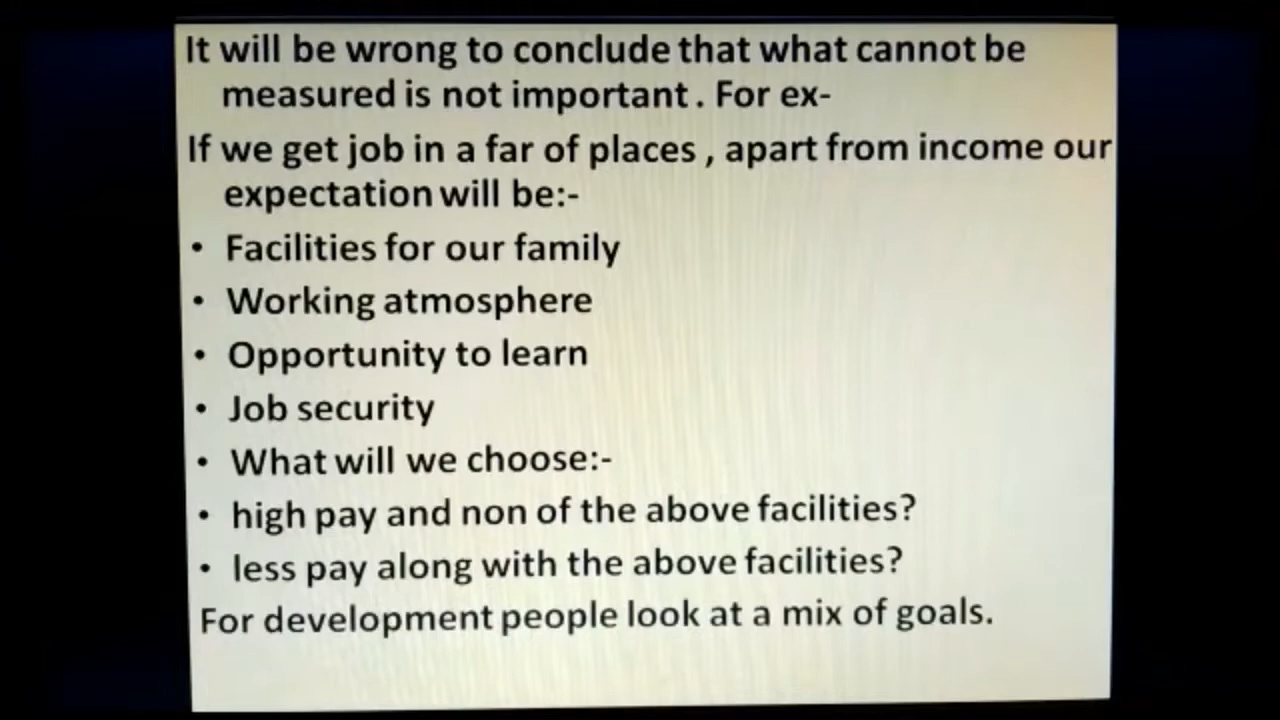 It will be wrong to conclude that what cannot be
measured is not important . For ex-
If we get job in a far of places , apart from income our
expectation will be:-
• Facilities for our family
• Working atmosphere
• Opportunity to learn
• Job security
• What will we choose:-
• high pay and non of the above facilities?
• less pay along with the above facilities?
For development people look at a mix of goals.